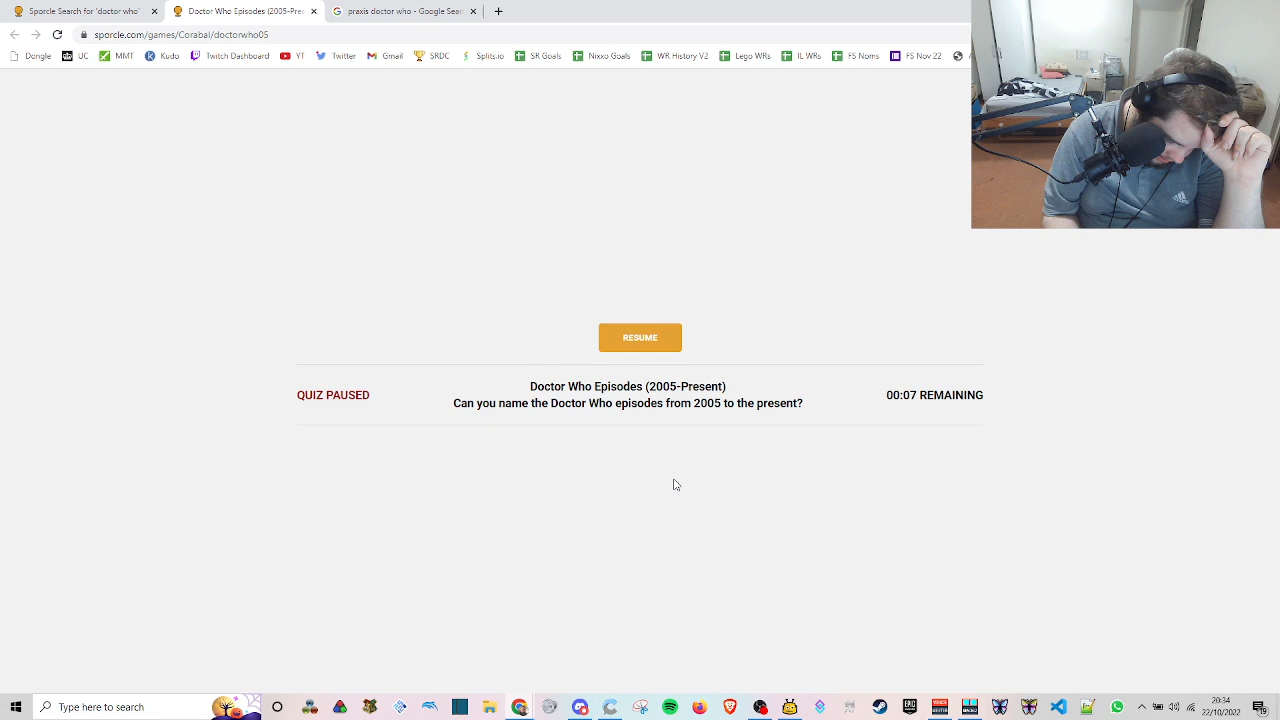 Sporcle Search for 'doctor who'
Doctor Who Episodes (2005-Pres
praxis doctor who - Google Sear
sporcle.com/games/Corabal/doctorwho05
Dongle UC MMT Kudo Twitch Dashboard YT Twitter Gmail SRDC Splits.io SR Goals Nixxo Goals WR History V2 Lego WRs IL WRs FS Noms FS Nov 22
RESUME
QUIZ PAUSED
Doctor Who Episodes (2005-Present)
Can you name the Doctor Who episodes from 2005 to the present?
00:07 REMAINING
Type here to search
20:34
23/10/2022